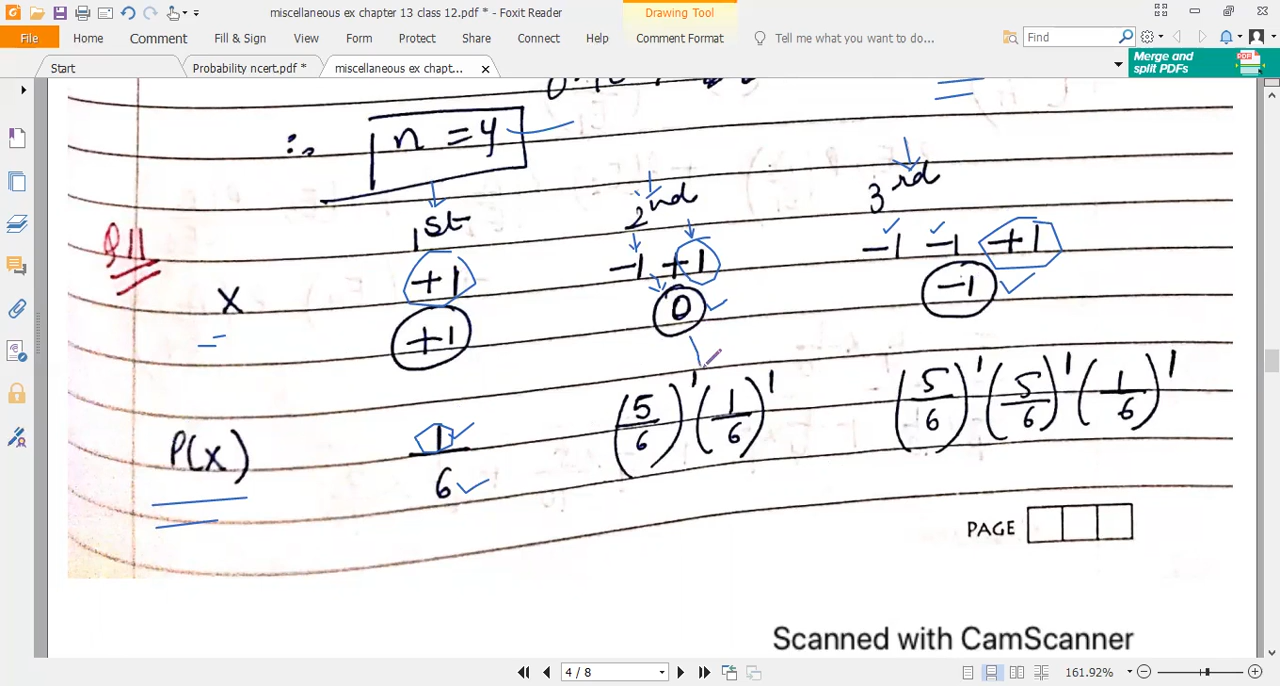 miscellaneous ex chapter 13 class 12.pdf * - Foxit Reader
Drawing Tool
File Home Comment Fill & Sign View Form Protect Share Connect Help Comment Format Tell me what you want to do... Find
Start Probability ncert.pdf * miscellaneous ex chapt... Merge and split PDFs
∴ n = 4
1st 2nd 3rd
Q11
+1 -1 +1 -1 -1 +1
X
+1 0 -1
P(X) 1/6 (5/6)¹ (1/6)¹ (5/6)¹ (5/6)¹ (1/6)¹
PAGE
Scanned with CamScanner
4 / 8 161.92%